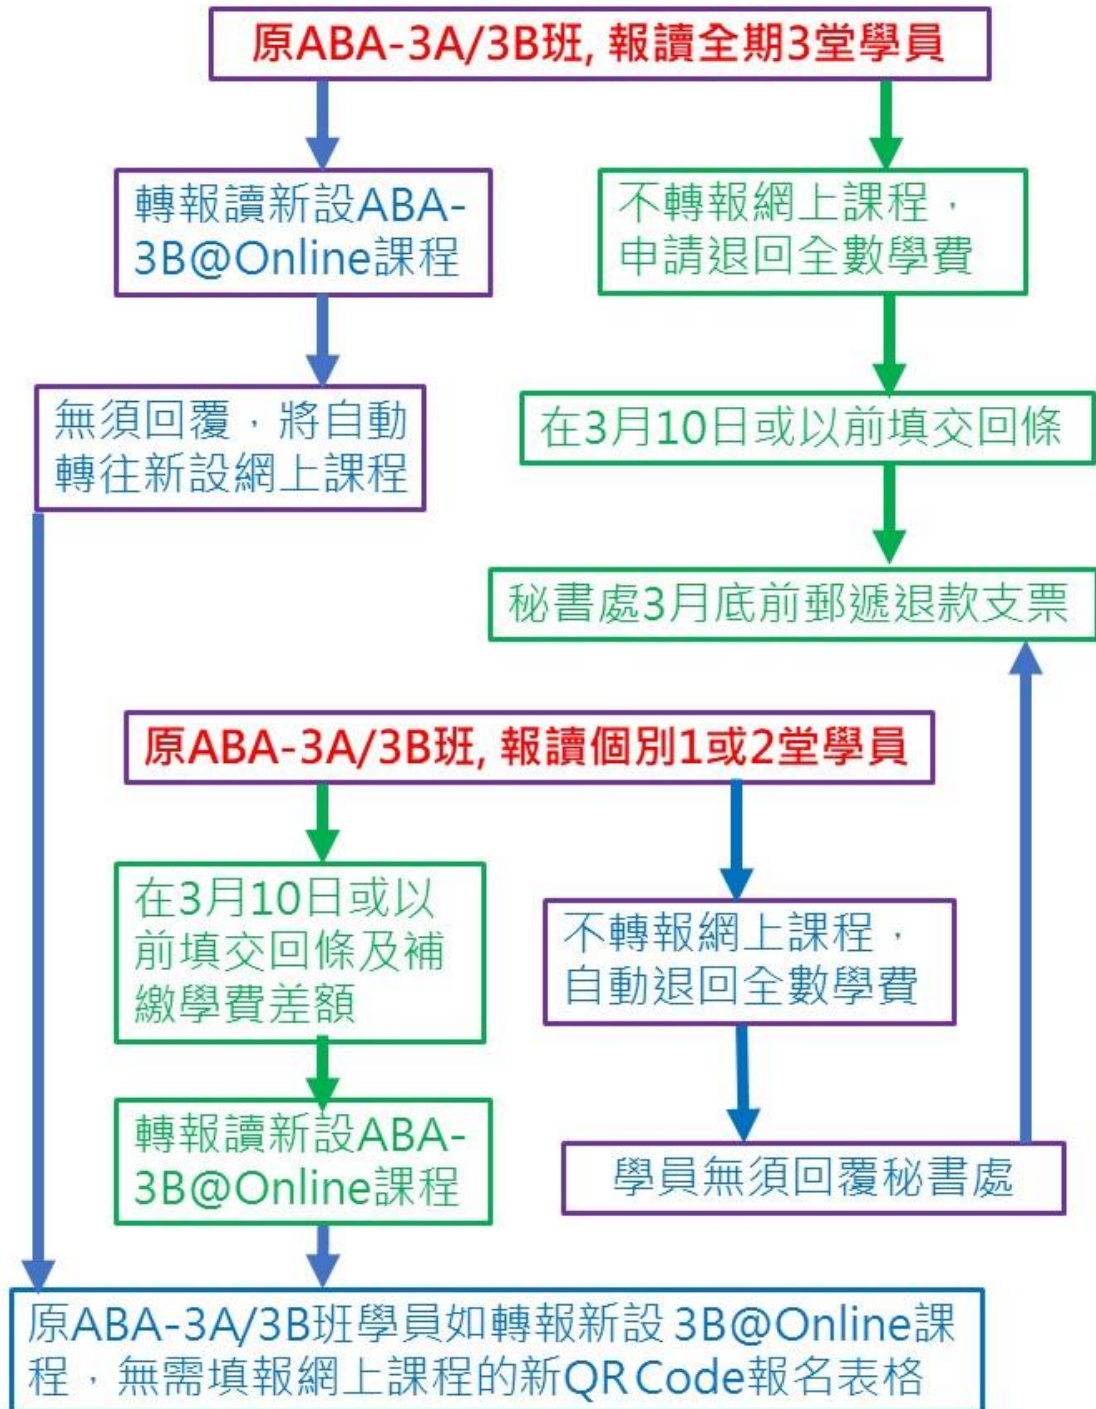 原ABA-3A/3B班, 報讀全期3堂學員
轉報讀新設ABA-
3B@Online課程
不轉報網上課程，
申請退回全數學費
無須回覆，將自動
轉往新設網上課程
在3月10日或以前填交回條
秘書處3月底前郵遞退款支票
原ABA-3A/3B班, 報讀個別1或2堂學員
在3月10日或以
前填交回條及補
繳學費差額
不轉報網上課程，
自動退回全數學費
轉報讀新設ABA-
3B@Online課程
學員無須回覆秘書處
原ABA-3A/3B班學員如轉報新設 3B@Online課
程，無需填報網上課程的新QR Code報名表格